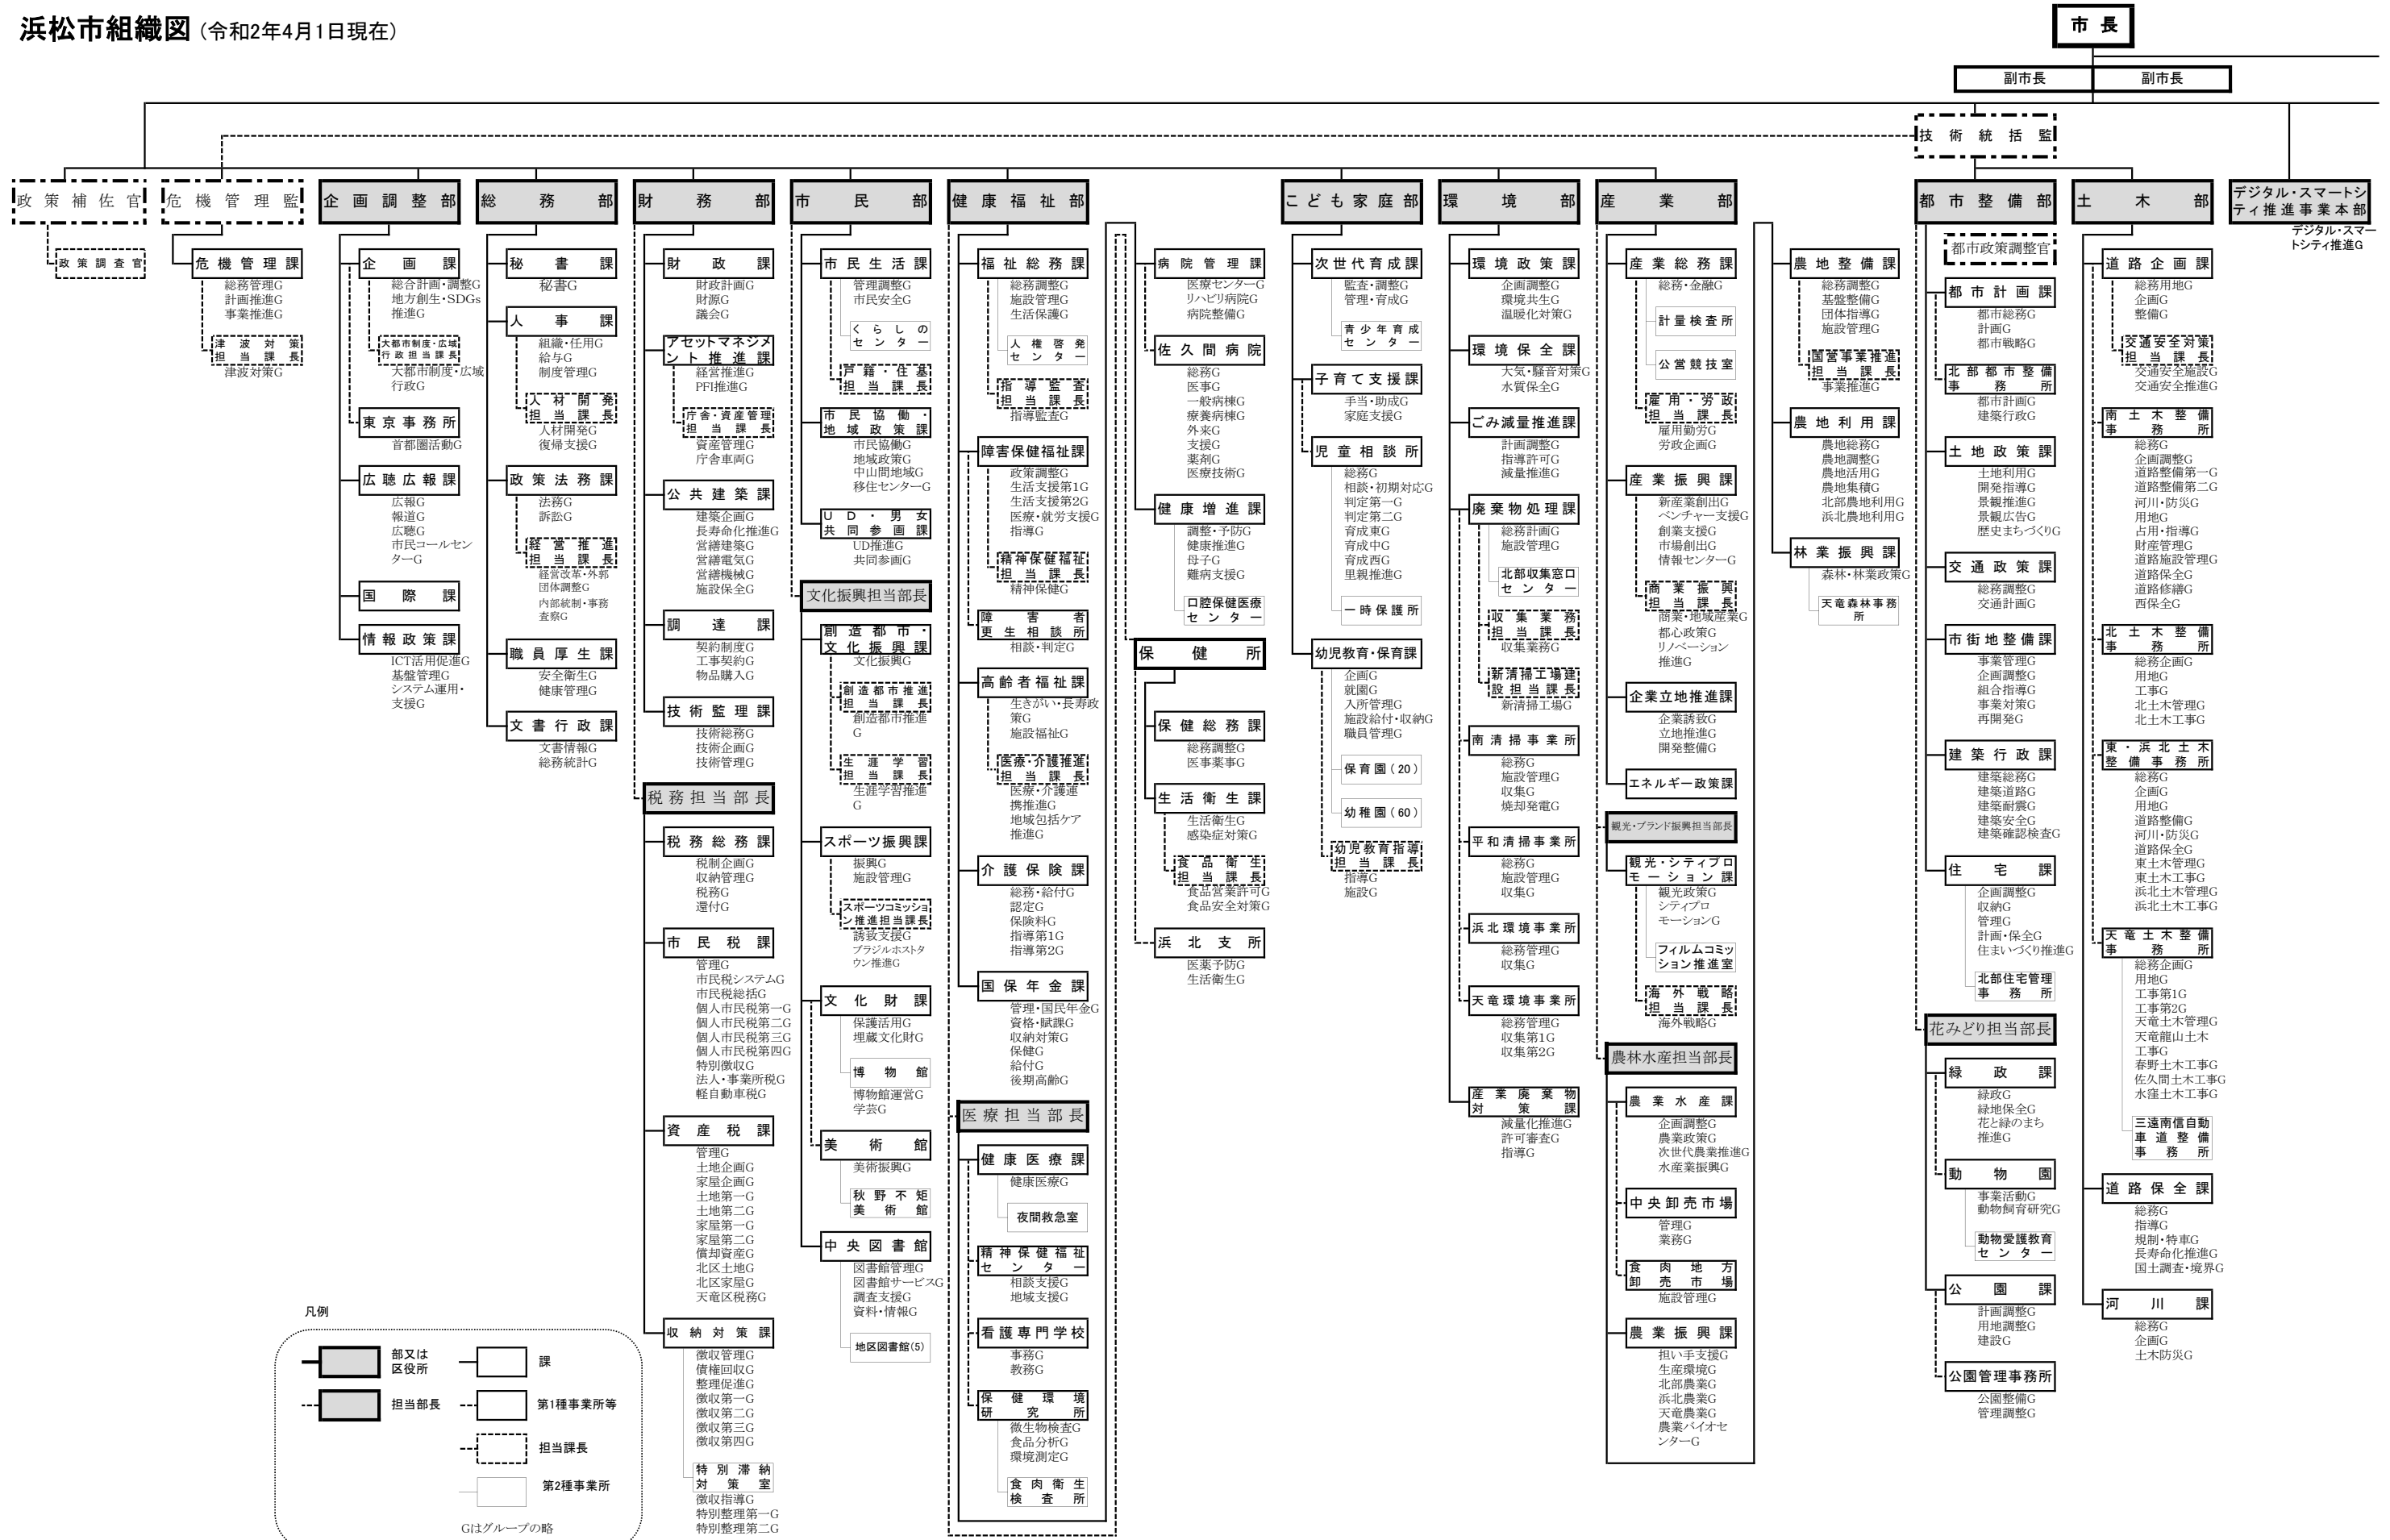 浜松市組織図（令和2年4月1日現在）
市長
副市長
副市長
技術統括監
政策補佐官
政策調査官
危機管理監
危機管理課
総務管理G
計画推進G
事業推進G
津波対策
担当課長
津波対策G
企画調整部
企画課
総合計画・調整G
地方創生・SDGs
推進G
大都市制度・広域
行政担当課長
大都市制度・広域
行政G
東京事務所
首都圏活動G
広聴広報課
広報G
報道G
広聴G
市民コールセン
ターG
国際課
情報政策課
ICT活用促進G
基盤管理G
システム運用・
支援G
総務部
秘書課
秘書G
人事課
組織・任用G
給与G
制度管理G
人材開発
担当課長
人材開発G
復帰支援G
政策法務課
法務G
訴訟G
経営推進
担当課長
経営改革・外郭
団体調整G
内部統制・事務
査察G
職員厚生課
安全衛生G
健康管理G
文書行政課
文書情報G
総務統計G
財務部
財政課
財政計画G
財源G
議会G
アセットマネジメ
ント推進課
経営推進G
PFI推進G
庁舎・資産管理
担当課長
資産管理G
庁舎車両G
公共建築課
建築企画G
長寿命化推進G
営繕建築G
営繕電気G
営繕機械G
施設保全G
調達課
契約制度G
工事契約G
物品購入G
技術監理課
技術総務G
技術企画G
技術管理G
税務担当部長
税務総務課
税制企画G
収納管理G
税務G
還付G
市民税課
管理G
市民税システムG
市民税総括G
個人市民税第一G
個人市民税第二G
個人市民税第三G
個人市民税第四G
特別徴収G
法人・事業所税G
軽自動車税G
資産税課
管理G
土地企画G
家屋企画G
土地第一G
土地第二G
家屋第一G
家屋第二G
償却資産G
北区土地G
北区家屋G
天竜区税務G
収納対策課
徴収管理G
債権回収G
整理促進G
徴収第一G
徴収第二G
徴収第三G
徴収第四G
特別滞納
対策室
徴収指導G
特別整理第一G
特別整理第二G
市民部
市民生活課
管理調整G
市民安全G
くらしの
センター
戸籍・住基
担当課長
市民協働・
地域政策課
市民協働G
地域政策G
中山間地域G
移住センターG
UD・男女
共同参画課
UD推進G
共同参画G
文化振興担当部長
創造都市・
文化振興課
文化振興G
創造都市推進
担当課長
創造都市推進
G
生涯学習
担当課長
生涯学習推進
G
スポーツ振興課
振興G
施設管理G
スポーツコミッショ
ン推進担当課長
誘致支援G
ブラジルホストタ
ウン推進G
文化財課
保護活用G
埋蔵文化財G
博物館
博物館運営G
学芸G
美術館
美術振興G
秋野不矩
美術館
中央図書館
図書館管理G
図書館サービスG
調査支援G
資料・情報G
地区図書館(5)
健康福祉部
福祉総務課
総務調整G
施設管理G
生活保護G
人権啓発
センター
指導監査
担当課長
指導監査G
障害保健福祉課
政策調整G
生活支援第1G
生活支援第2G
医療・就労支援G
指導G
精神保健福祉
担当課長
精神保健G
障害者
更生相談所
相談・判定G
高齢者福祉課
生きがい・長寿政
策G
施設福祉G
医療・介護推進
担当課長
医療・介護連
携推進G
地域包括ケア
推進G
介護保険課
総務・給付G
認定G
保険料G
指導第1G
指導第2G
国保年金課
管理・国民年金G
資格・賦課G
収納対策G
保健G
給付G
後期高齢G
医療担当部長
健康医療課
健康医療G
夜間救急室
精神保健福祉
センター
相談支援G
地域支援G
看護専門学校
事務G
教務G
保健環境
研究所
微生物検査G
食品分析G
環境測定G
食肉衛生
検査所
病院管理課
医療センターG
リハビリ病院G
病院整備G
佐久間病院
総務G
医事G
一般病棟G
療養病棟G
外来G
支援G
薬剤G
医療技術G
健康増進課
調整・予防G
健康推進G
母子G
難病支援G
口腔保健医療
センター
保健所
保健総務課
総務調整G
医事薬事G
生活衛生課
生活衛生G
感染症対策G
食品衛生
担当課長
食品営業許可G
食品安全対策G
浜北支所
医薬予防G
生活衛生G
こども家庭部
次世代育成課
監査・調整G
管理・育成G
青少年育成
センター
子育て支援課
手当・助成G
家庭支援G
児童相談所
総務G
相談・初期対応G
判定第一G
判定第二G
育成東G
育成中G
育成西G
里親推進G
一時保護所
幼児教育・保育課
企画G
就園G
入所管理G
施設給付・収納G
職員管理G
保育園(20)
幼稚園(60)
幼児教育指導
担当課長
指導G
施設G
環境部
環境政策課
企画調整G
環境共生G
温暖化対策G
環境保全課
大気・騒音対策G
水質保全G
ごみ減量推進課
計画調整G
指導許可G
減量推進G
廃棄物処理課
総務計画G
施設管理G
北部収集窓口
センター
収集業務
担当課長
収集業務G
新清掃工場建
設担当課長
新清掃工場G
南清掃事業所
総務G
施設管理G
収集G
焼却発電G
平和清掃事業所
総務G
施設管理G
収集G
浜北環境事業所
総務管理G
収集G
天竜環境事業所
総務管理G
収集第1G
収集第2G
産業廃棄物
対策課
減量化推進G
許可審査G
指導G
産業部
産業総務課
総務・金融G
計量検査所
公営競技室
雇用・労政
担当課長
雇用勤労G
労政企画G
産業振興課
新産業創出G
ベンチャー支援G
創業支援G
市場創出G
情報センターG
商業振興
担当課長
商業・地域産業G
都心政策G
リノベーション
推進G
企業立地推進課
企業誘致G
立地推進G
開発整備G
エネルギー政策課
観光・ブランド振興担当部長
観光・シティプロ
モーション課
観光政策G
シティプロ
モーションG
フィルムコミッ
ション推進室
海外戦略
担当課長
海外戦略G
農林水産担当部長
農業水産課
企画調整G
農業政策G
次世代農業推進G
水産業振興G
中央卸売市場
管理G
業務G
食肉地方
卸売市場
施設管理G
農業振興課
担い手支援G
生産環境G
北部農業G
浜北農業G
天竜農業G
農業バイオセ
ンターG
農地整備課
総務調整G
基盤整備G
団体指導G
施設管理G
国営事業推進
担当課長
事業推進G
農地利用課
農地総務G
農地調整G
農地活用G
農地集積G
北部農地利用G
浜北農地利用G
林業振興課
森林・林業政策G
天竜森林事務
所
都市整備部
都市政策調整官
都市計画課
都市総務G
計画G
都市戦略G
北部都市整備
事務所
都市計画G
建築行政G
土地政策課
土地利用G
開発指導G
景観推進G
景観広告G
歴史まちづくりG
交通政策課
総務調整G
交通計画G
市街地整備課
事業管理G
企画調整G
組合指導G
事業対策G
再開発G
建築行政課
建築総務G
建築道路G
建築耐震G
建築安全G
建築確認検査G
住宅課
企画調整G
収納G
管理G
計画・保全G
住まいづくり推進G
北部住宅管理
事務所
花みどり担当部長
緑政課
緑政G
緑地保全G
花と緑のまち
推進G
動物園
事業活動G
動物飼育研究G
動物愛護教育
センター
公園課
計画調整G
用地調整G
建設G
公園管理事務所
公園整備G
管理調整G
土木部
道路企画課
総務用地G
企画G
整備G
交通安全対策
担当課長
交通安全施設G
交通安全推進G
南土木整備
事務所
総務G
企画調整G
道路整備第一G
道路整備第二G
河川・防災G
用地G
占用・指導G
財産管理G
道路施設管理G
道路保全G
道路修繕G
西保全G
北土木整備
事務所
総務企画G
用地G
工事G
北土木管理G
北土木工事G
東・浜北土木
整備事務所
総務G
企画G
用地G
道路整備G
河川・防災G
道路保全G
東土木管理G
東土木工事G
浜北土木管理G
浜北土木工事G
天竜土木整備
事務所
総務企画G
用地G
工事第1G
工事第2G
天竜土木管理G
天竜龍山土木
工事G
春野土木工事G
佐久間土木工事G
水窪土木工事G
三遠南信自動
車道整備
事務所
道路保全課
総務G
指導G
規制・特車G
長寿命化推進G
国土調査・境界G
河川課
総務G
企画G
土木防災G
デジタル・スマートシ
ティ推進事業本部
デジタル・スマー
トシティ推進G
凡例
部又は
区役所
課
担当部長
第1種事業所等
担当課長
第2種事業所
Gはグループの略